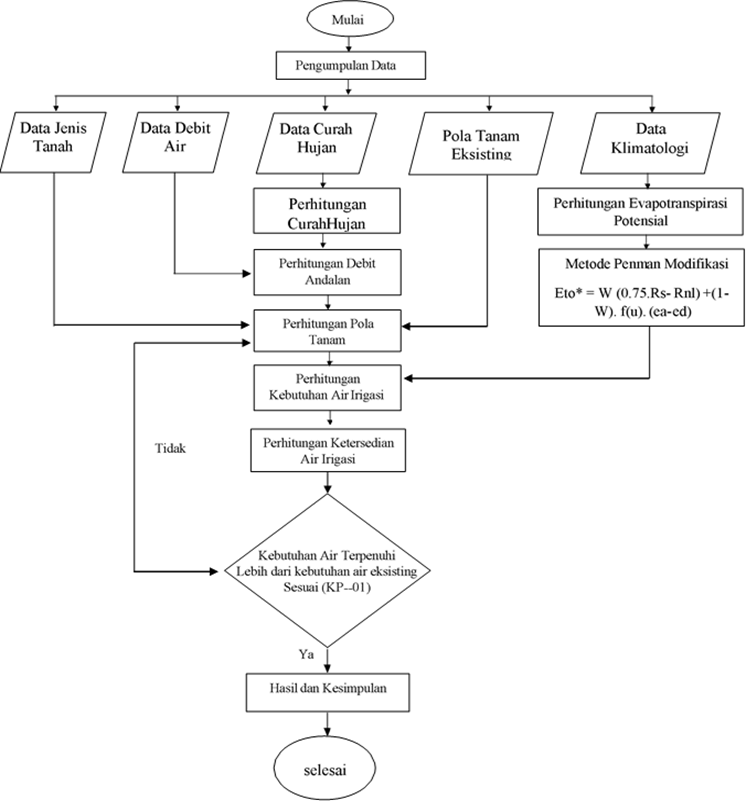 Mulai
Pengumpulan Data
Data Jenis
Tanah
Data Debit
Air
Data Curah
Hujan
Pola Tanam
Eksisting
Data
Klimatologi
Perhitungan
CurahHujan
Perhitungan Evapotranspirasi
Potensial
Perhitungan Debit
Andalan
Metode Penman Modifikasi
Eto* = W (0.75.Rs- Rnl) +(1-
W). f(u). (ea-ed)
Perhitungan Pola
Tanam
Perhitungan
Kebutuhan Air Irigasi
Tidak
Perhitungan Ketersedian
Air Irigasi
Kebutuhan Air Terpenuhi
Lebih dari kebutuhan air eksisting
Sesuai (KP--01)
Ya
Hasil dan Kesimpulan
selesai